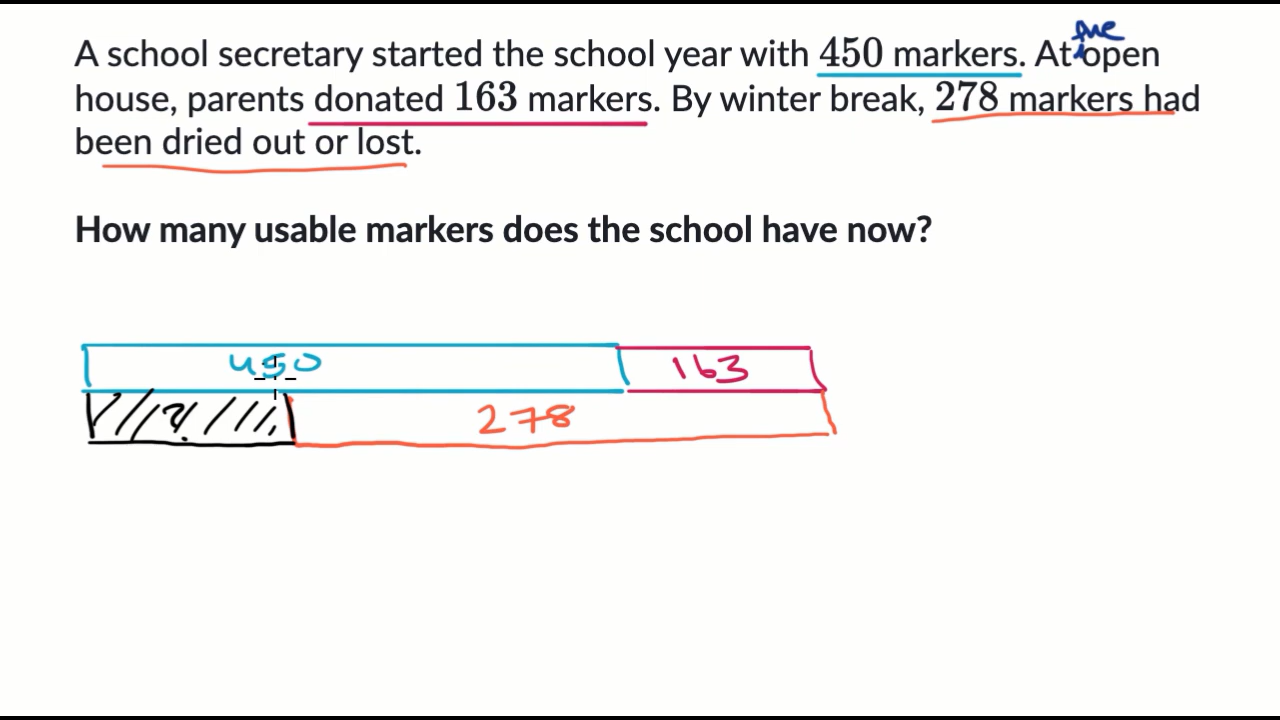 A school secretary started the school year with 450 markers. At the open
house, parents donated 163 markers. By winter break, 278 markers had
been dried out or lost.
How many usable markers does the school have now?
450 163
? 278